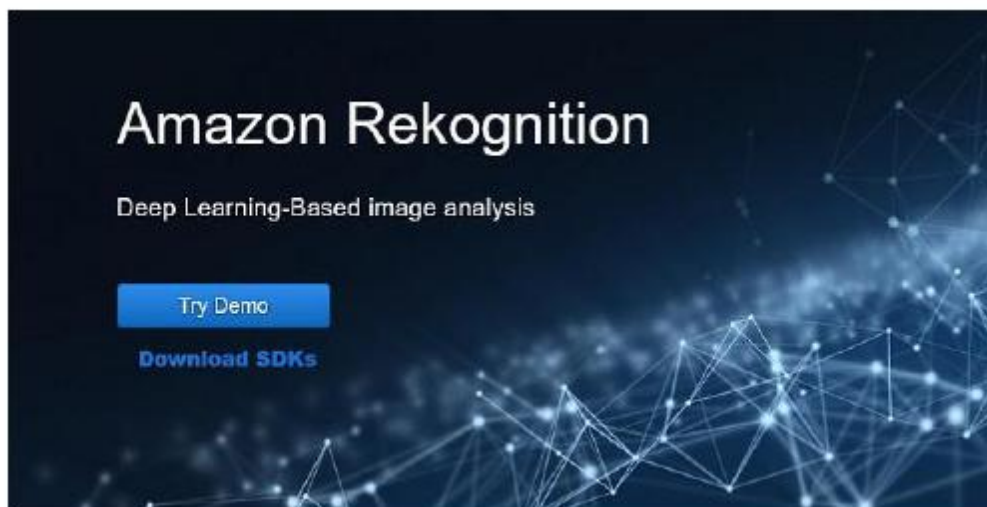 Amazon Rekognition
Deep Learning-Based image analysis
Try Demo
Download SDKs